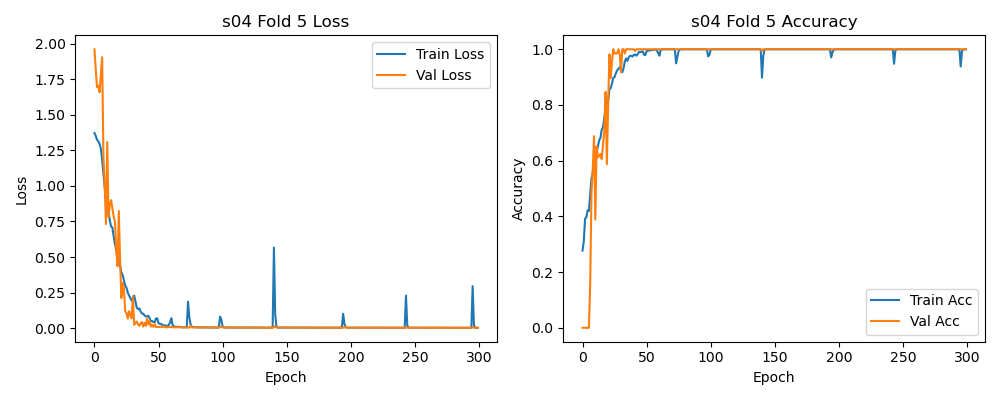 s04 Fold 5 Loss
Loss
2.00
1.75
1.50
1.25
1.00
0.75
0.50
0.25
0.00
Train Loss
Val Loss
0
50
100
150
200
250
300
Epoch
s04 Fold 5 Accuracy
Accuracy
1.0
0.8
0.6
0.4
0.2
0.0
Train Acc
Val Acc
0
50
100
150
200
250
300
Epoch